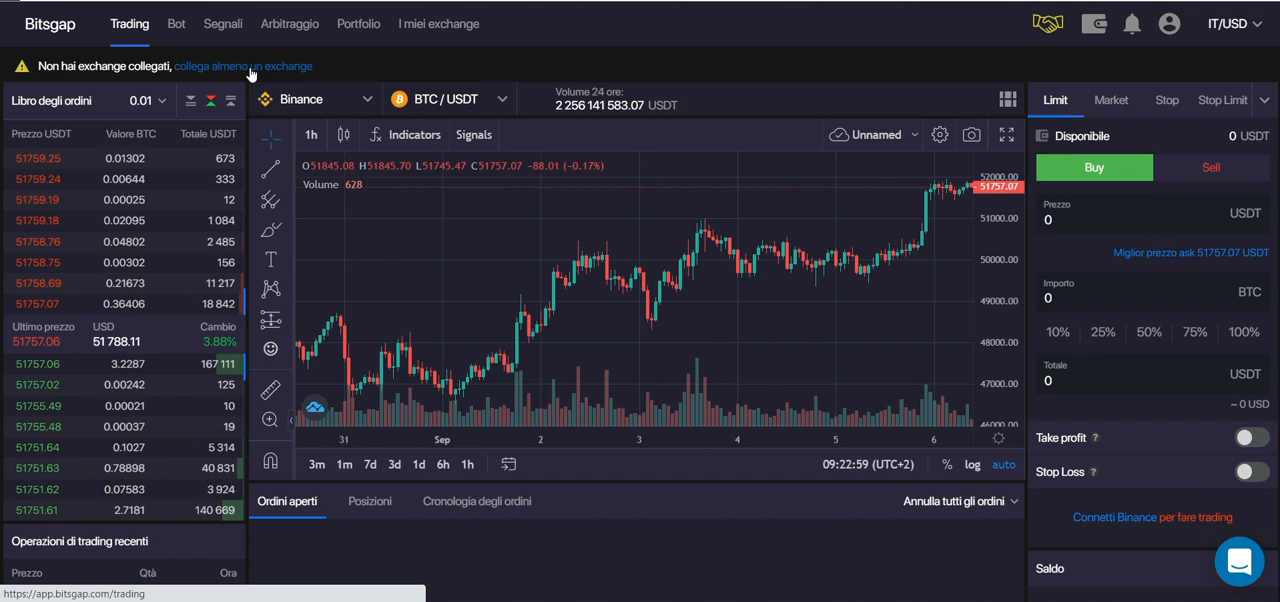 Bitsgap Trading Bot Segnali Arbitraggio Portfolio I miei exchange IT/USD
Non hai exchange collegati, collega almeno un exchange
Libro degli ordini 0.01
Prezzo USDT Valore BTC Totale USDT
51759.25 0.01302 673
51759.24 0.00644 333
51759.19 0.00025 12
51759.18 0.02095 1 084
51758.76 0.04802 2 485
51758.75 0.00302 156
51758.69 0.21673 11 217
51757.07 0.36406 18 842
Ultimo prezzo USD Cambio
51757.06 51 788.11 3.88%
51757.06 3.2287 167 111
51757.02 0.00242 125
51755.49 0.00021 10
51755.48 0.00037 19
51751.64 0.1027 5 314
51751.63 0.78898 40 831
51751.62 0.07583 3 924
51751.61 2.7181 140 669
Operazioni di trading recenti
Prezzo Qtà Ora
https://app.bitsgap.com/trading
Binance BTC / USDT
Volume 24 ore:
2 256 141 583.07 USDT
1h Indicators Signals Unnamed
O51845.08 H51845.70 L51745.47 C51757.07 -88.01 (-0.17%)
Volume 628
52000.00
51757.07
51000.00
50000.00
49000.00
48000.00
47000.00
46000.00
31 Sep 2 3 4 5 6
3m 1m 7d 3d 1d 6h 1h 09:22:59 (UTC+2) % log auto
Ordini aperti Posizioni Cronologia degli ordini Annulla tutti gli ordini
Limit Market Stop Stop Limit
Disponibile 0 USDT
Buy Sell
Prezzo
0 USDT
Miglior prezzo ask 51757.07 USDT
Importo
0 BTC
10% 25% 50% 75% 100%
Totale
0 USDT
~ 0 USD
Take profit ?
Stop Loss ?
Connetti Binance per fare trading
Saldo